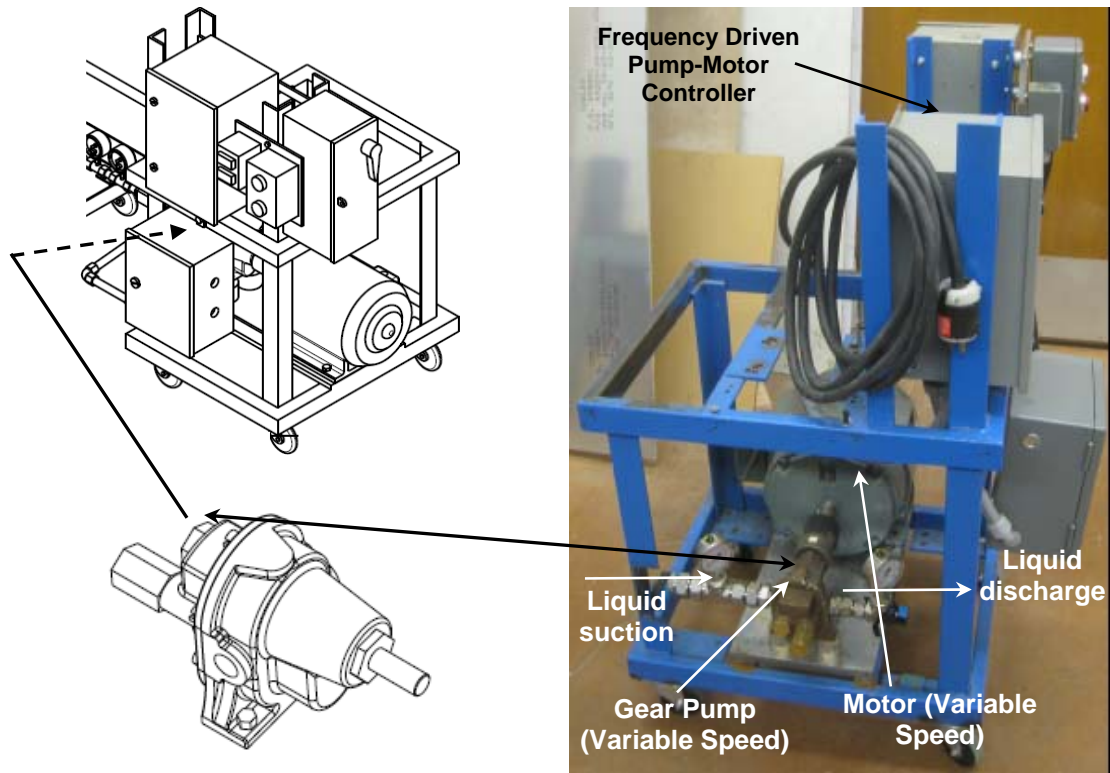 Frequency Driven
Pump-Motor
Controller
Liquid
suction
Liquid
discharge
Gear Pump
(Variable Speed)
Motor (Variable
Speed)